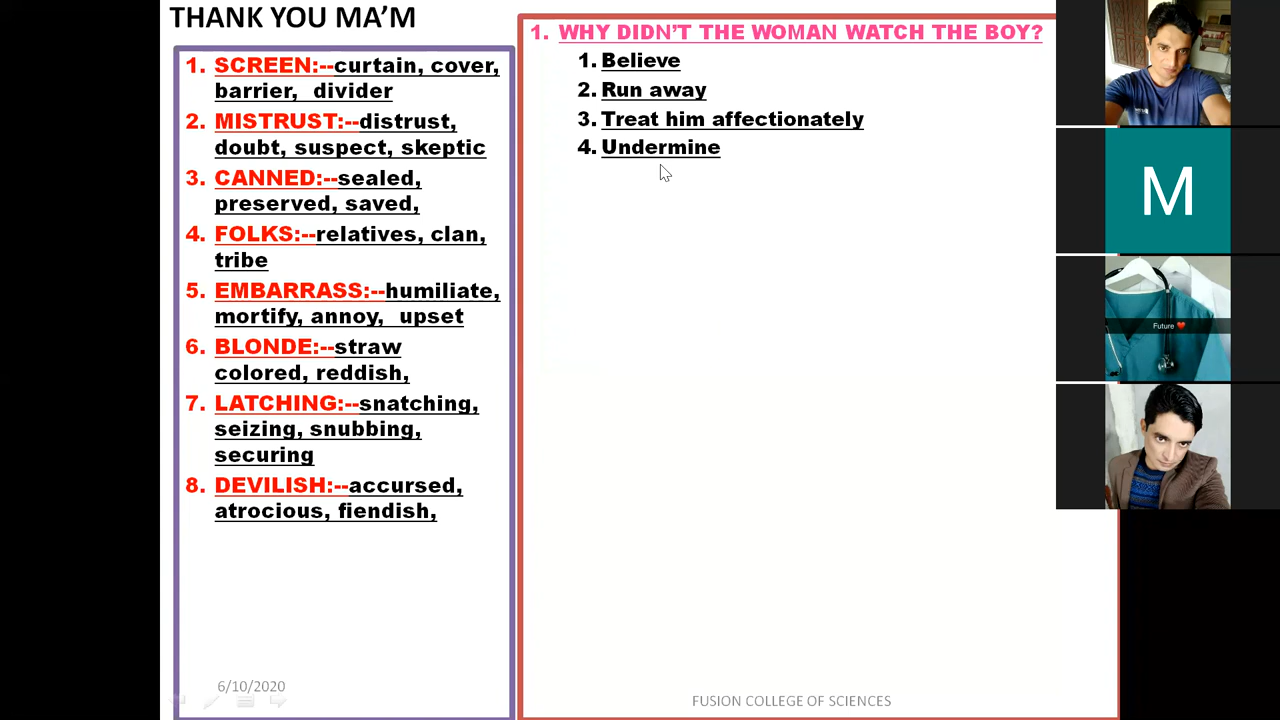 THANK YOU MA’M
1. SCREEN:--curtain, cover,
barrier, divider
2. MISTRUST:--distrust,
doubt, suspect, skeptic
3. CANNED:--sealed,
preserved, saved,
4. FOLKS:--relatives, clan,
tribe
5. EMBARRASS:--humiliate,
mortify, annoy, upset
6. BLONDE:--straw
colored, reddish,
7. LATCHING:--snatching,
seizing, snubbing,
securing
8. DEVILISH:--accursed,
atrocious, fiendish,
1. WHY DIDN’T THE WOMAN WATCH THE BOY?
1. Believe
2. Run away
3. Treat him affectionately
4. Undermine
M
Future ❤️
6/10/2020
FUSION COLLEGE OF SCIENCES